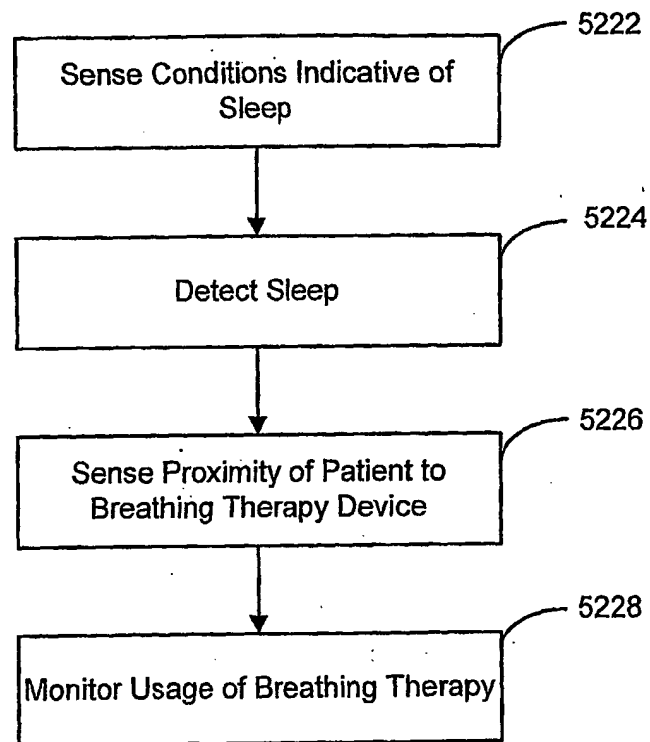 5222
Sense Conditions Indicative of
Sleep
5224
Detect Sleep
5226
Sense Proximity of Patient to
Breathing Therapy Device
5228
Monitor Usage of Breathing Therapy